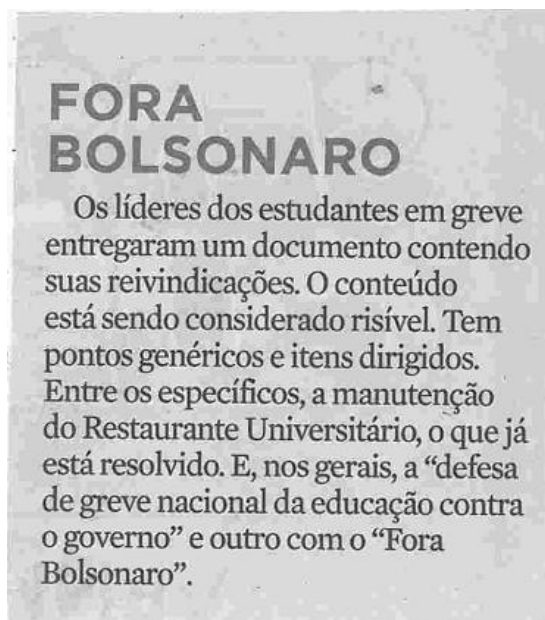 FORA
BOLSONARO
Os líderes dos estudantes em greve
entregaram um documento contendo
suas reivindicações. O conteúdo
está sendo considerado risível. Tem
pontos genéricos e itens dirigidos.
Entre os específicos, a manutenção
do Restaurante Universitário, o que já
está resolvido. E, nos gerais, a “defesa
de greve nacional da educação contra
o governo” e outro com o “Fora
Bolsonaro”.